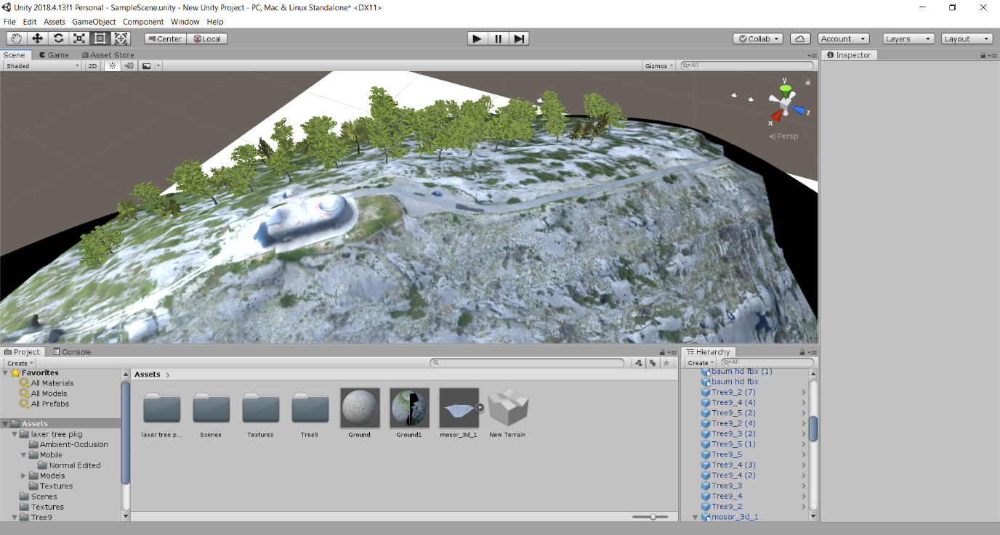 Unity 2018.4.13f1 Personal - SampleScene.unity - New Unity Project - PC, Mac & Linux Standalone* <DX11>
File Edit Assets GameObject Component Window Help
Center Local Collab Account Layers Layout
Scene Game Asset Store
Inspector
Shaded 2D Gizmos All
y
z
x
Persp
Project Console
Hierarchy
Create
Create All
Favorites
All Materials
All Models
All Prefabs
Assets
laxer tree pkg
Ambient-Occlusion
Mobile
Normal Edited
Models
Textures
Scenes
Textures
Tree9
Assets
laxer tree p...
Scenes
Textures
Tree9
Ground
Ground1
mosor_3d_1
New Terrain
baum hd fbx (1)
baum hd fbx
Tree9_2 (7)
Tree9_4 (4)
Tree9_5 (2)
Tree9_2 (4)
Tree9_3 (2)
Tree9_5 (1)
Tree9_5
Tree9_4 (3)
Tree9_4 (2)
Tree9_3
Tree9_4
Tree9_2
mosor_3d_1